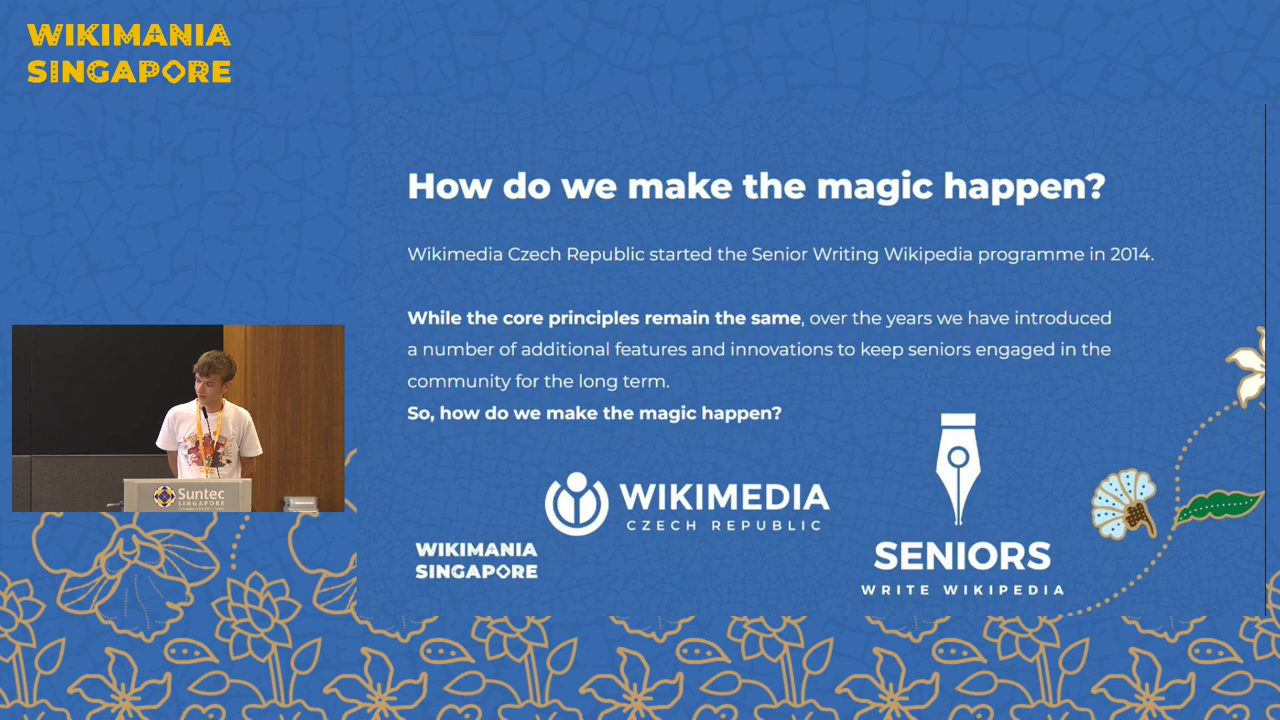 WIKIMANIA
SINGAPORE
How do we make the magic happen?
Wikimedia Czech Republic started the Senior Writing Wikipedia programme in 2014.
While the core principles remain the same, over the years we have introduced
a number of additional features and innovations to keep seniors engaged in the
community for the long term.
So, how do we make the magic happen?
WIKIMEDIA
CZECH REPUBLIC
WIKIMANIA
SINGAPORE
SENIORS
WRITE WIKIPEDIA
Suntec
SINGAPORE